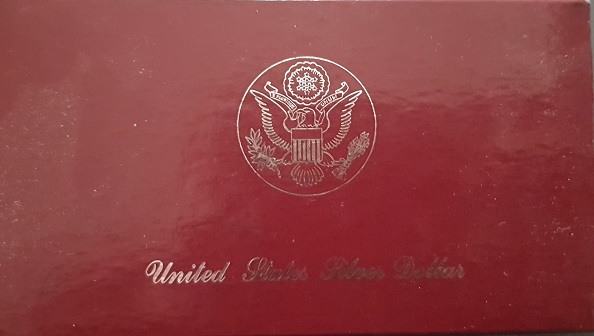 United States Silver Dollar